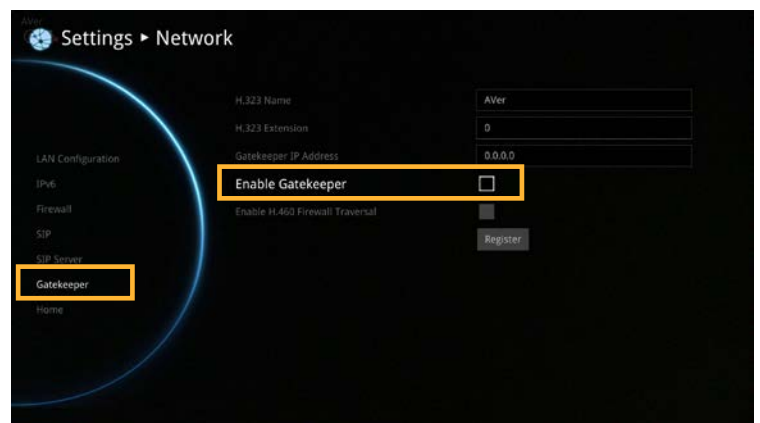 AVer
Settings ▸ Network
H.323 Name
AVer
H.323 Extension
0
Gatekeeper IP Address
0.0.0.0
Enable Gatekeeper
Enable H.460 Firewall Traversal
Register
LAN Configuration
IPv6
Firewall
SIP
SIP Server
Gatekeeper
Home